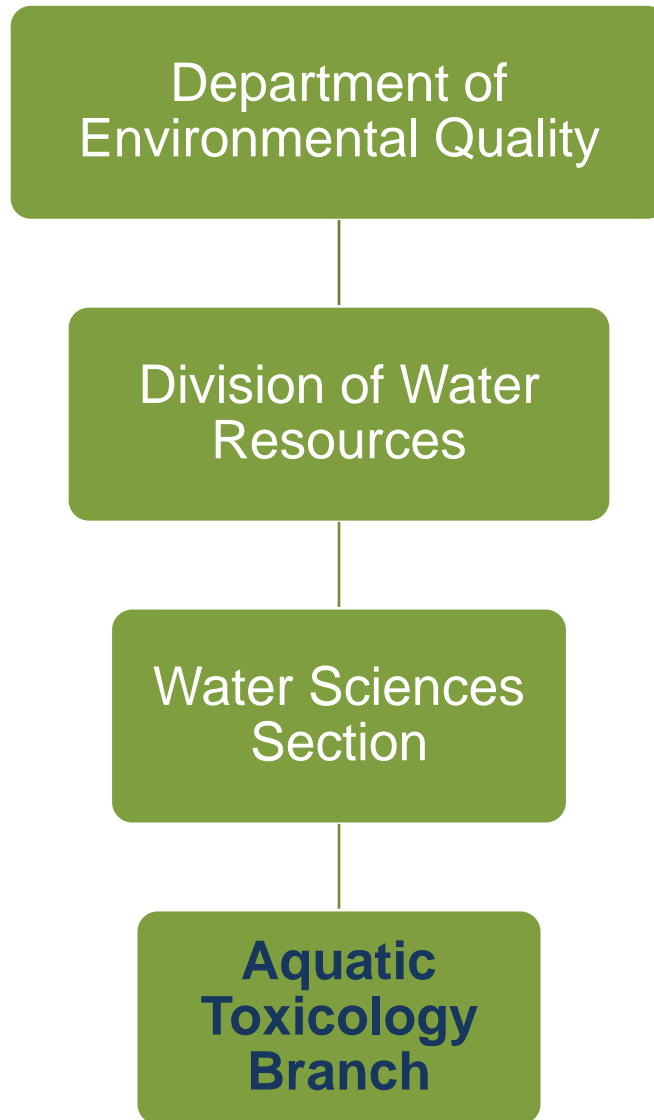 Department of
Environmental Quality
Division of Water
Resources
Water Sciences
Section
Aquatic
Toxicology
Branch